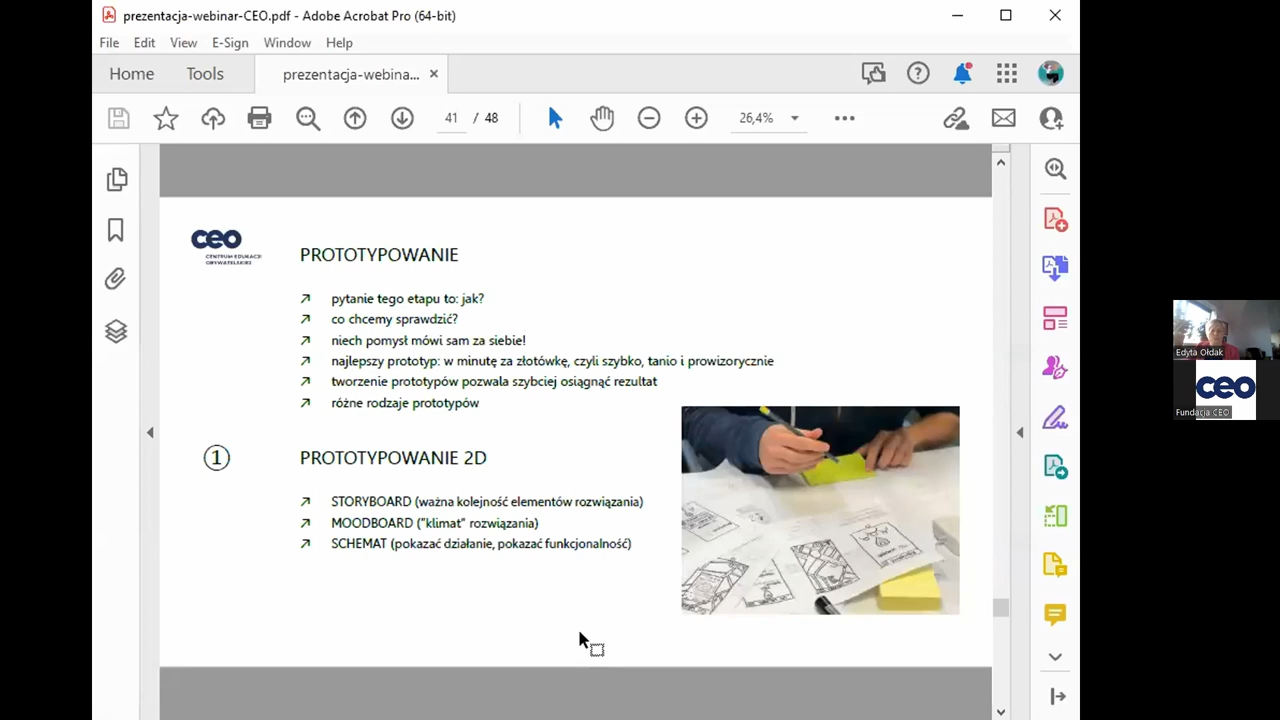 prezentacja-webinar-CEO.pdf - Adobe Acrobat Pro (64-bit)
File Edit View E-Sign Window Help
Home Tools prezentacja-webina... ×
41 / 48 26,4%
ceo
CENTRUM EDUKACJI
OBYWATELSKIEJ
PROTOTYPOWANIE
pytanie tego etapu to: jak?
co chcemy sprawdzić?
niech pomysł mówi sam za siebie!
najlepszy prototyp: w minutę za złotówkę, czyli szybko, tanio i prowizorycznie
tworzenie prototypów pozwala szybciej osiągnąć rezultat
różne rodzaje prototypów
1 PROTOTYPOWANIE 2D
STORYBOARD (ważna kolejność elementów rozwiązania)
MOODBOARD ("klimat" rozwiązania)
SCHEMAT (pokazać działanie, pokazać funkcjonalność)
Edyta Ołdak
ceo
Fundacja CEO